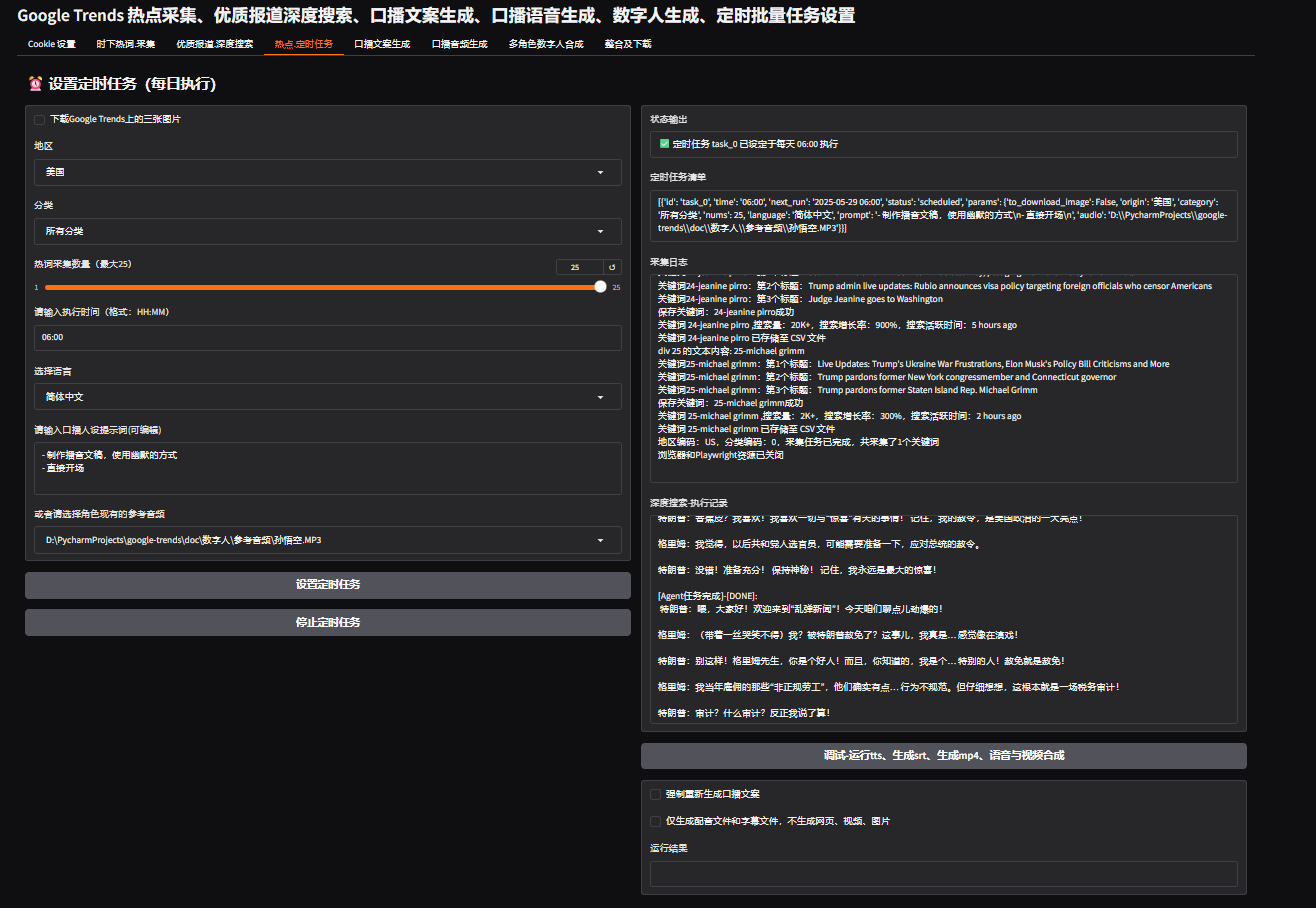 Google Trends 热点采集、优质报道深度搜索、口播文案生成、口播语音生成、数字人生成、定时批量任务设置
Cookie 设置
时下热词.采集
优质报道.深度搜索
热点.定时任务
口播文案生成
口播音频生成
多角色数字人合成
整合及下载
⏰ 设置定时任务（每日执行）
下载Google Trends上的三张图片
地区
美国
分类
所有分类
热词采集数量（最大25）
25
↺
1
25
请输入执行时间（格式：HH:MM）
06:00
选择语言
简体中文
请输入口播人设提示词(可编辑)
- 制作播音文稿，使用幽默的方式
- 直接开场
或者请选择角色现有的参考音频
D:\PycharmProjects\google-trends\doc\数字人\参考音频\孙悟空.MP3
设置定时任务
停止定时任务
状态输出
✅ 定时任务 task_0 已设定于每天 06:00 执行
定时任务清单
[{'id': 'task_0', 'time': '06:00', 'next_run': '2025-05-29 06:00', 'status': 'scheduled', 'params': {'to_download_image': False, 'origin': '美国', 'category':
'所有分类', 'nums': 25, 'language': '简体中文', 'prompt': '- 制作播音文稿，使用幽默的方式\n- 直接开场\n', 'audio': 'D:\\PycharmProjects\\google-
trends\\doc\\数字人\\参考音频\\孙悟空.MP3'}}]
采集日志
关键词24-jeanine pirro：第2个标题：Trump admin live updates: Rubio announces visa policy targeting foreign officials who censor Americans
关键词24-jeanine pirro：第3个标题：Judge Jeanine goes to Washington
保存关键词：24-jeanine pirro成功
关键词 24-jeanine pirro ,搜索量：20K+，搜索增长率：900%，搜索活跃时间：5 hours ago
关键词 24-jeanine pirro 已存储至 CSV 文件
div 25 的文本内容: 25-michael grimm
关键词25-michael grimm：第1个标题：Live Updates: Trump's Ukraine War Frustrations, Elon Musk's Policy Bill Criticisms and More
关键词25-michael grimm：第2个标题：Trump pardons former New York congressmember and Connecticut governor
关键词25-michael grimm：第3个标题：Trump pardons former Staten Island Rep. Michael Grimm
保存关键词：25-michael grimm成功
关键词 25-michael grimm ,搜索量：2K+，搜索增长率：300%，搜索活跃时间：2 hours ago
关键词 25-michael grimm 已存储至 CSV 文件
地区编码：US，分类编码：0，采集任务已完成，共采集了1个关键词
浏览器和Playwright资源已关闭
深度搜索-执行记录
特朗普：香蕉皮？我喜欢！我喜欢一切与“惊喜”有关的事情！记住，我的赦令，是美国政治的一大亮点！
格里姆：我觉得，以后共和党人选官员，可能需要准备一下，应对总统的赦令。
特朗普：没错！准备充分！ 保持神秘！ 记住，我永远是最大的惊喜！
[Agent任务完成]-[DONE]:
特朗普：喂，大家好！欢迎来到“乱弹新闻”！今天咱们聊点儿劲爆的！
格里姆：（带着一丝哭笑不得）我？被特朗普赦免了？这事儿，我真是… 感觉像在演戏！
特朗普：别这样！格里姆先生，你是个好人！而且，你知道的，我是个… 特别的人！赦免就是赦免！
格里姆：我当年雇佣的那些“非正规劳工”，他们确实有点… 行为不规范。但仔细想想，这根本就是一场税务审计！
特朗普：审计？什么审计？反正我说了算！
调试-运行tts、生成srt、生成mp4、语音与视频合成
强制重新生成口播文案
仅生成配音文件和字幕文件，不生成网页、视频、图片
运行结果